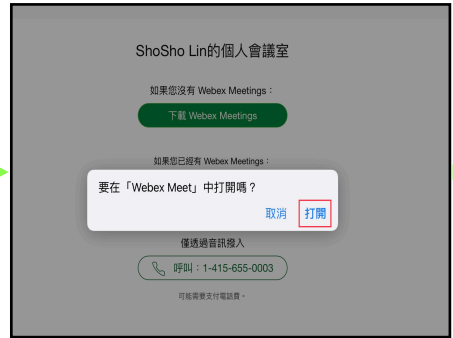 ShoSho Lin的個人會議室
如果您沒有 Webex Meetings：
下載 Webex Meetings
如果您已經有 Webex Meetings：
要在「Webex Meet」中打開嗎？
取消 打開
僅透過音訊撥入
呼叫：1-415-655-0003
可能需要支付電話費。